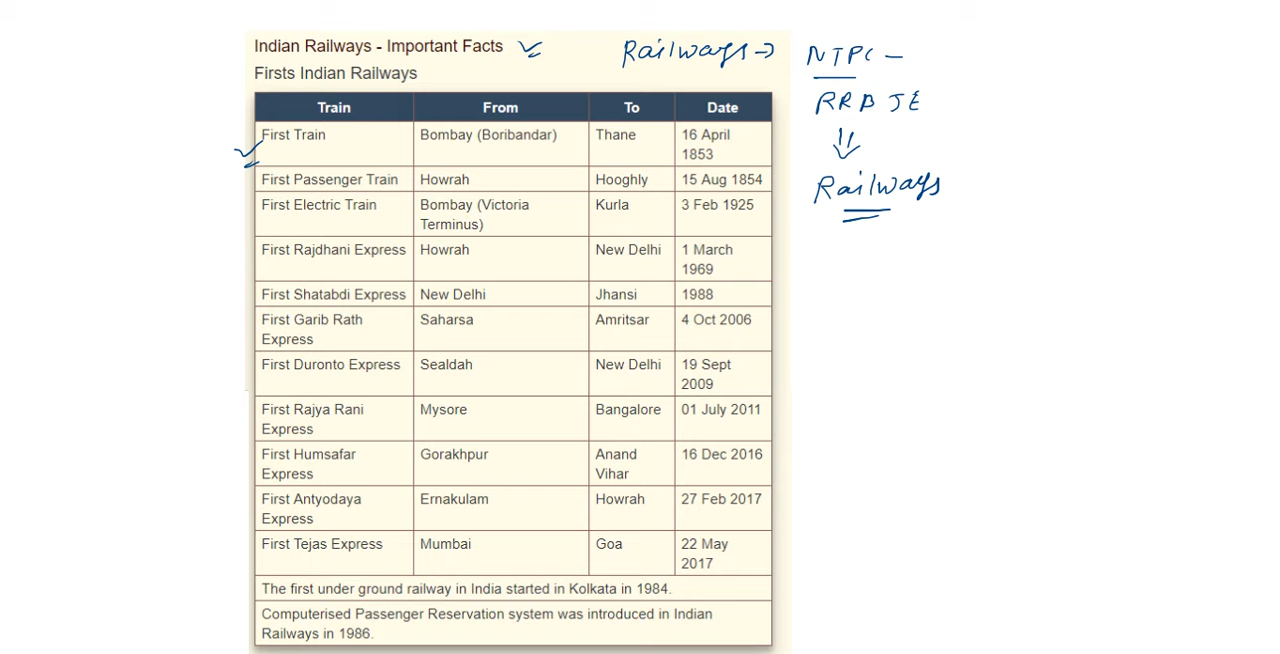 Indian Railways - Important Facts
Railways → NTPC –
Firsts Indian Railways
RRB JE
Railways
Train From To Date
First Train Bombay (Boribandar) Thane 16 April
1853
First Passenger Train Howrah Hooghly 15 Aug 1854
First Electric Train Bombay (Victoria Kurla 3 Feb 1925
Terminus)
First Rajdhani Express Howrah New Delhi 1 March
1969
First Shatabdi Express New Delhi Jhansi 1988
First Garib Rath Saharsa Amritsar 4 Oct 2006
Express
First Duronto Express Sealdah New Delhi 19 Sept
2009
First Rajya Rani Mysore Bangalore 01 July 2011
Express
First Humsafar Gorakhpur Anand 16 Dec 2016
Express Vihar
First Antyodaya Ernakulam Howrah 27 Feb 2017
Express
First Tejas Express Mumbai Goa 22 May
2017
The first under ground railway in India started in Kolkata in 1984.
Computerised Passenger Reservation system was introduced in Indian
Railways in 1986.